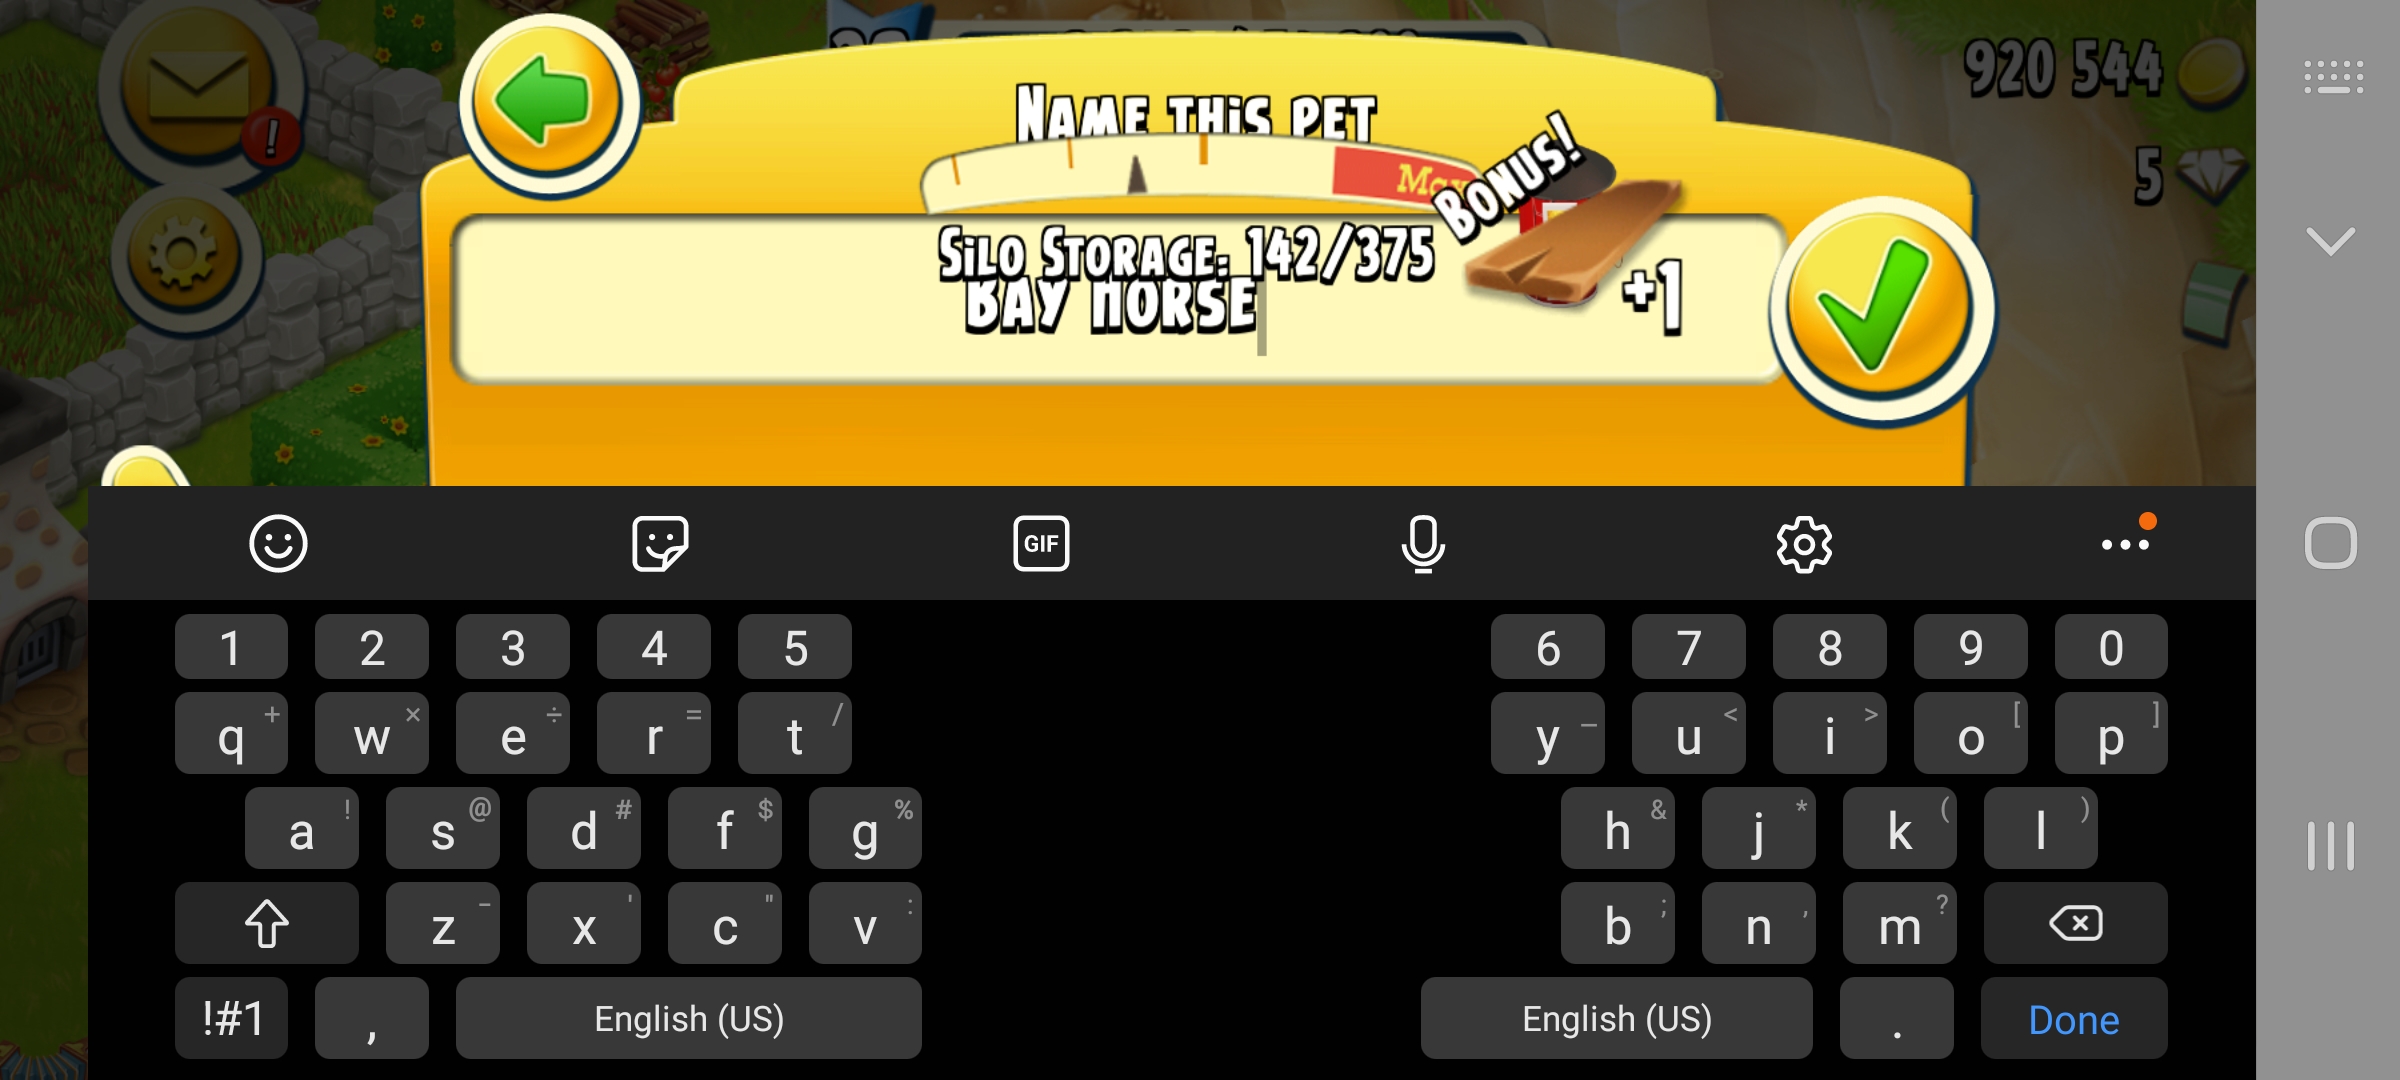 920 544
5
NAME THIS PET
BONUS!
SILO STORAGE: 142/375
BAY HORSE
+1
GIF
1 2 3 4 5 6 7 8 9 0
q + w × e ÷ r = t / y _ u < i > o [ p ]
a ! s @ d # f $ g % h & j * k ( l )
z - x ' c " v : b ; n , m ?
!#1 , English (US) English (US) . Done